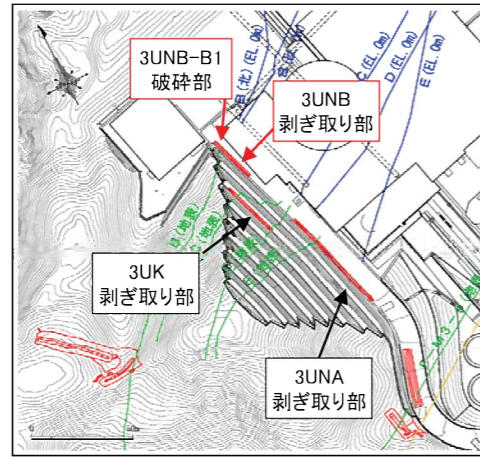 3UNB-B1
破砕部
3UNB
剥ぎ取り部
C (EL. 0m)
D (EL. 0m)
E (EL. 0m)
3UK
剥ぎ取り部
3UNA
剥ぎ取り部